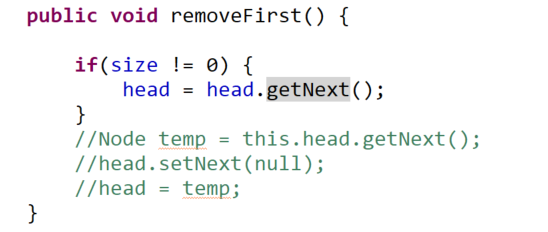 public void removeFirst() {
if(size != 0) {
head = head.getNext();
}
//Node temp = this.head.getNext();
//head.setNext(null);
//head = temp;
}